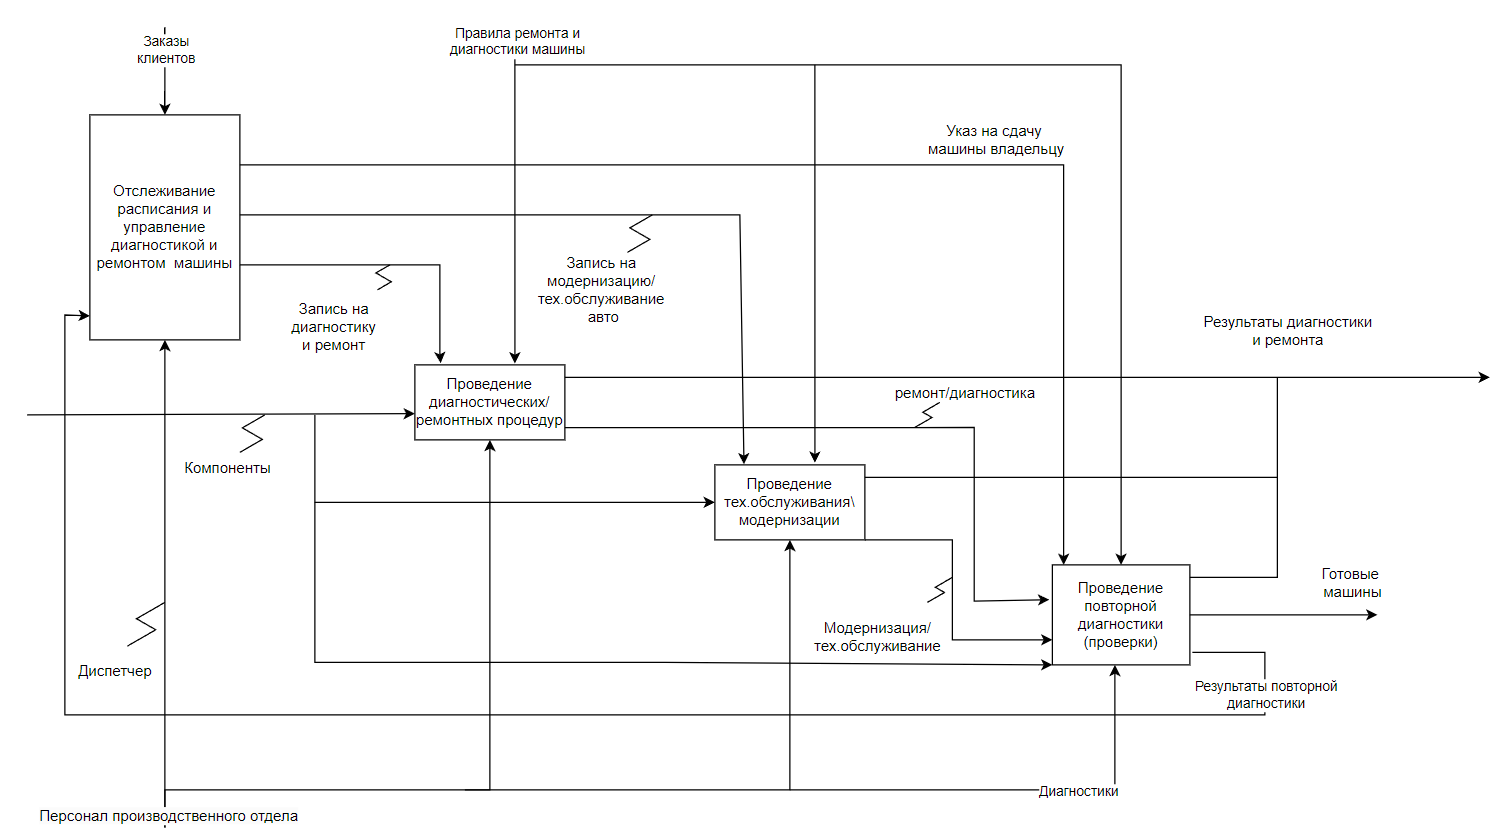 Заказы
клиентов
Правила ремонта и
диагностики машины
Указ на сдачу
машины владельцу
Отслеживание
расписания и
управление
диагностикой и
ремонтом машины
Запись на
модернизацию/
тех.обслуживание
авто
Запись на
диагностику
и ремонт
Результаты диагностики
и ремонта
Проведение
диагностических/
ремонтных процедур
ремонт/диагностика
Компоненты
Проведение
тех.обслуживания\
модернизации
Готовые
машины
Проведение
повторной
диагностики
(проверки)
Модернизация/
тех.обслуживание
Диспетчер
Результаты повторной
диагностики
Диагностики
Персонал производственного отдела